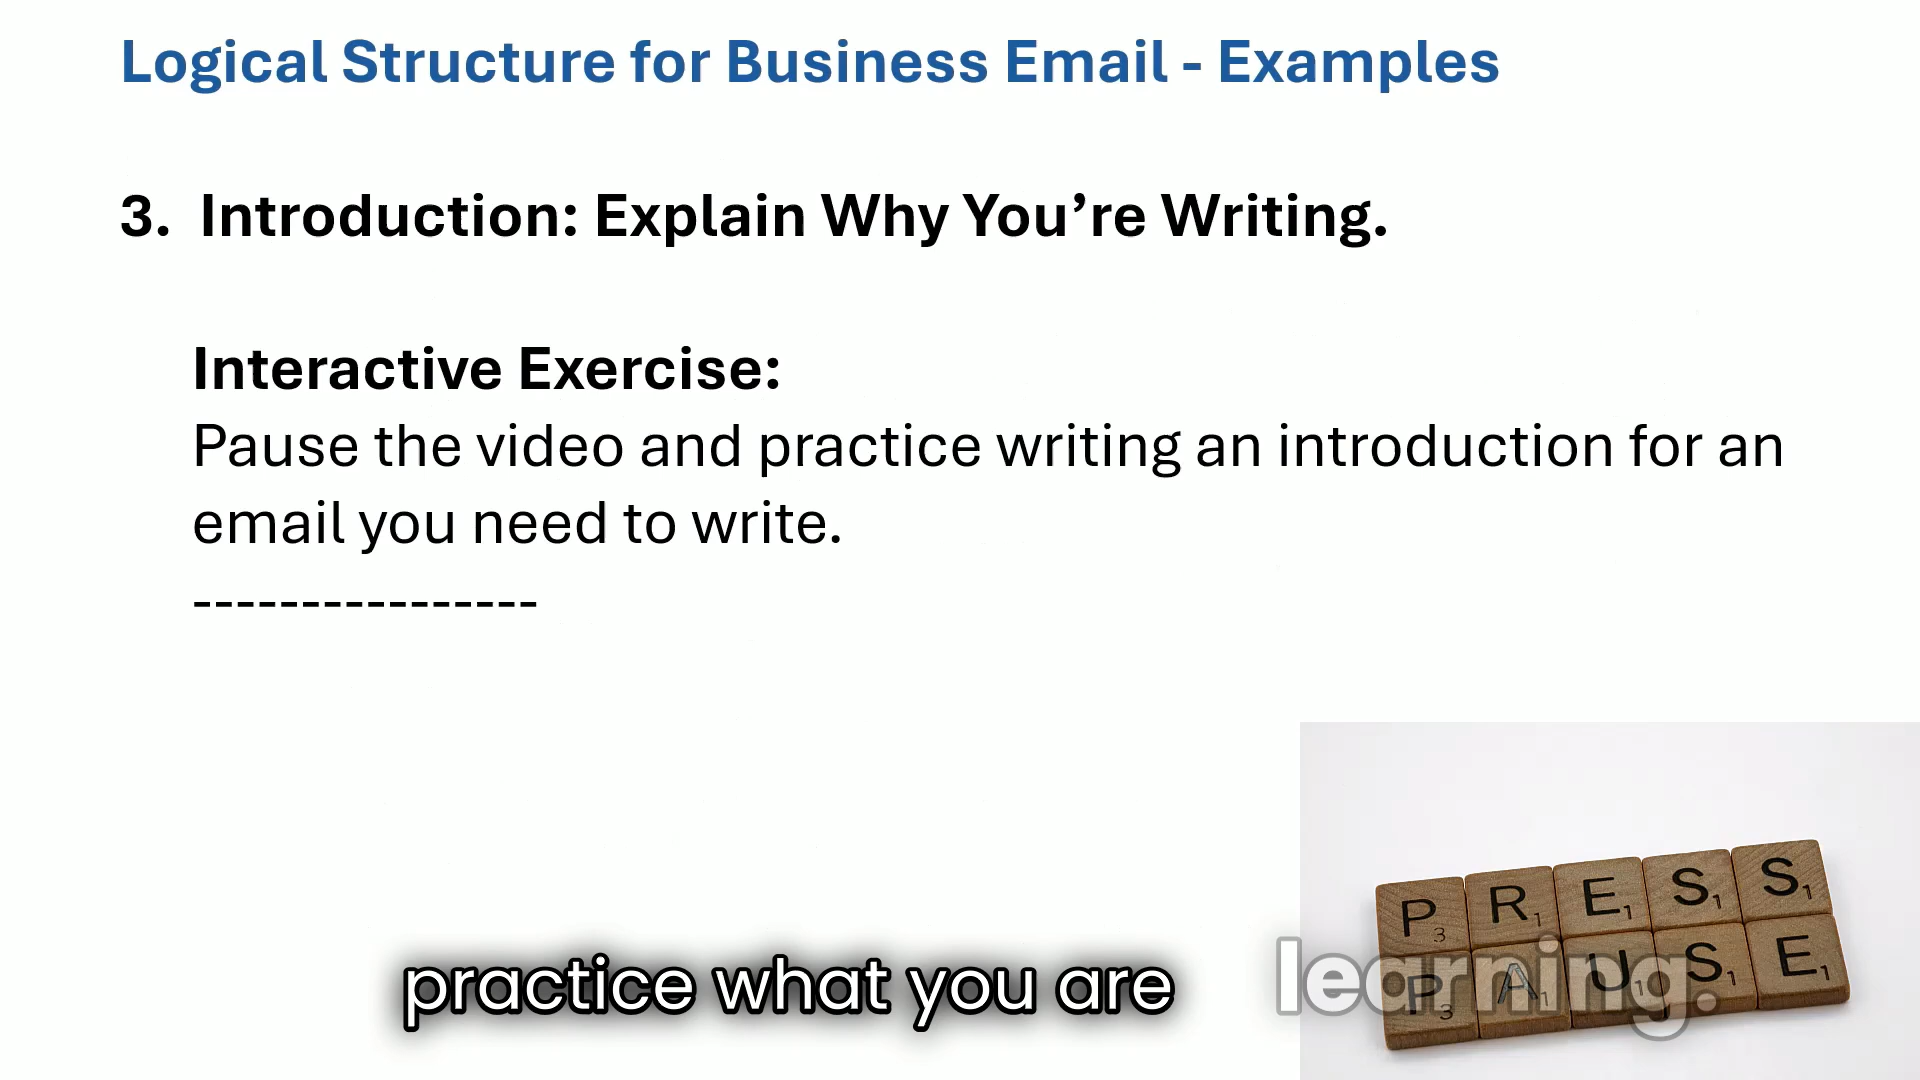 Logical Structure for Business Email - Examples
3. Introduction: Explain Why You’re Writing.
Interactive Exercise:
Pause the video and practice writing an introduction for an
email you need to write.
----------------
PRESS
PAUSE
practice what you are learning.